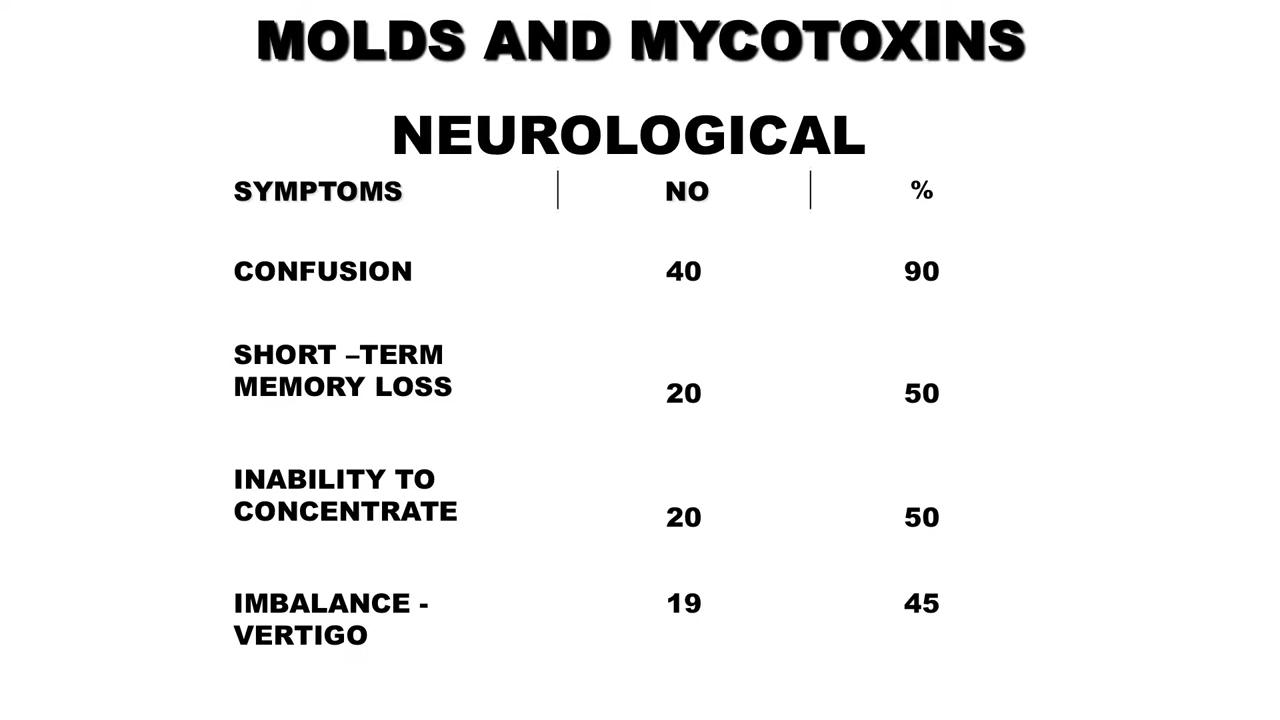 MOLDS AND MYCOTOXINS
NEUROLOGICAL
SYMPTOMS NO %
CONFUSION 40 90
SHORT –TERM
MEMORY LOSS 20 50
INABILITY TO
CONCENTRATE 20 50
IMBALANCE - 19 45
VERTIGO